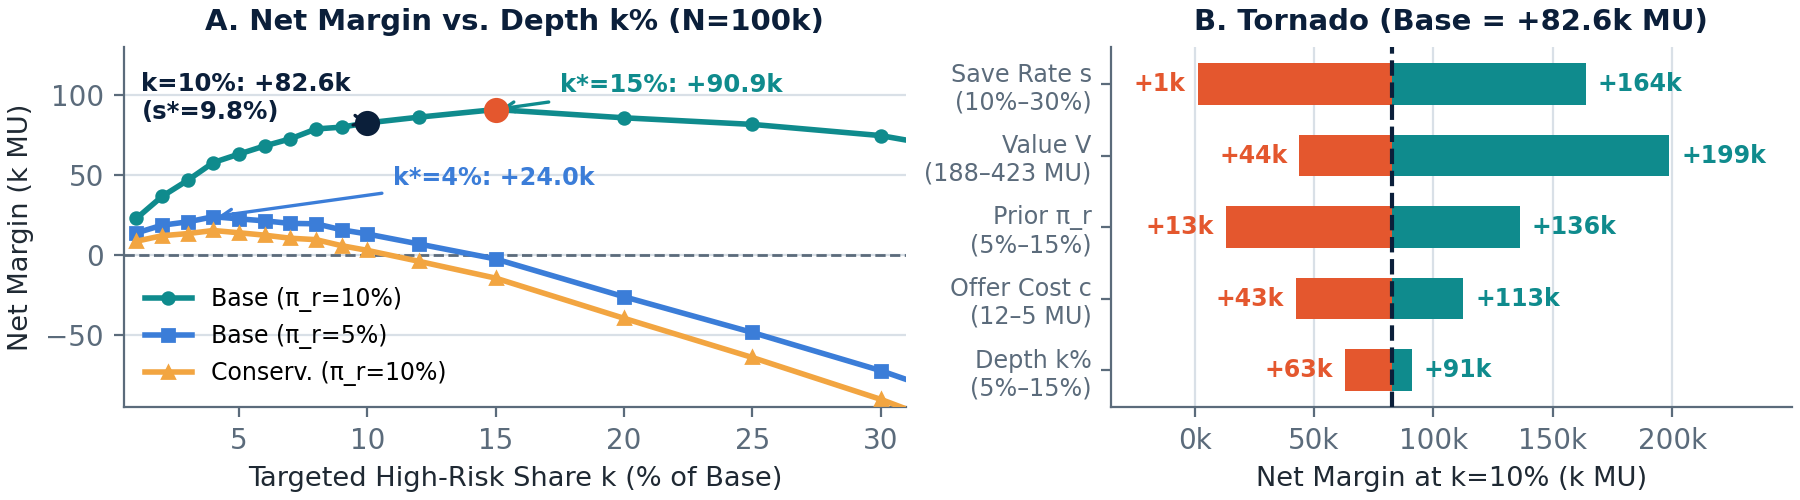 A. Net Margin vs. Depth k% (N=100k)
Net Margin (k MU)
100
50
0
−50
k=10%: +82.6k
(s*=9.8%)
k*=15%: +90.9k
k*=4%: +24.0k
Base (π_r=10%)
Base (π_r=5%)
Conserv. (π_r=10%)
5 10 15 20 25 30
Targeted High-Risk Share k (% of Base)
B. Tornado (Base = +82.6k MU)
Save Rate s
(10%–30%)
+1k +164k
Value V
(188–423 MU)
+44k +199k
Prior π_r
(5%–15%)
+13k +136k
Offer Cost c
(12–5 MU)
+43k +113k
Depth k%
(5%–15%)
+63k +91k
0k 50k 100k 150k 200k
Net Margin at k=10% (k MU)